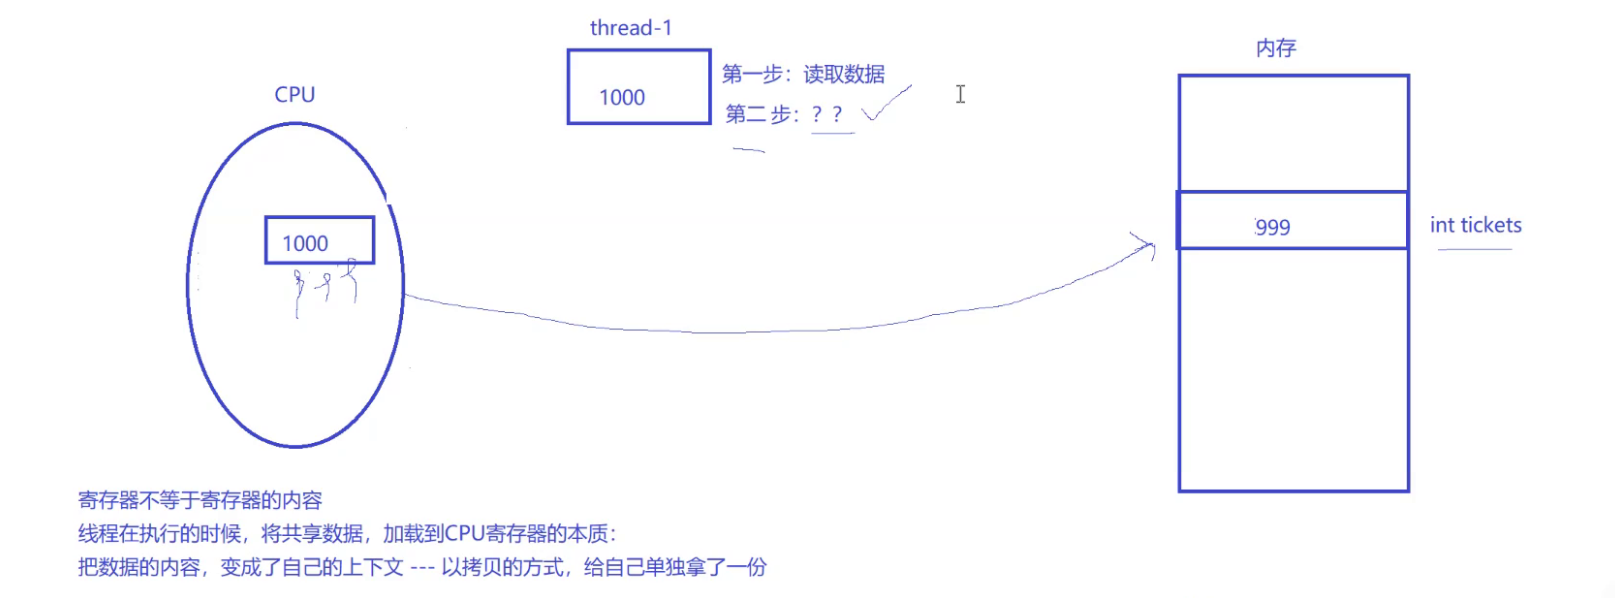 thread-1
1000
第一步：读取数据
第二步：？？
CPU
1000
内存
999
int tickets
寄存器不等于寄存器的内容
线程在执行的时候，将共享数据，加载到CPU寄存器的本质：
把数据的内容，变成了自己的上下文 --- 以拷贝的方式，给自己单独拿了一份